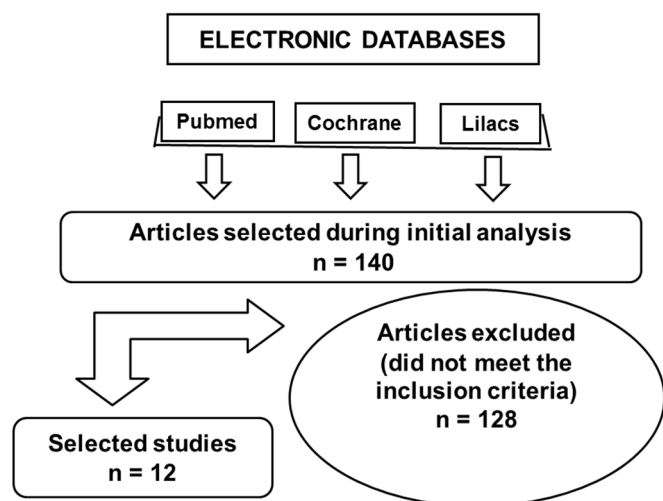 ELECTRONIC DATABASES
Pubmed Cochrane Lilacs
Articles selected during initial analysis
n = 140
Articles excluded
(did not meet the
inclusion criteria)
n = 128
Selected studies
n = 12